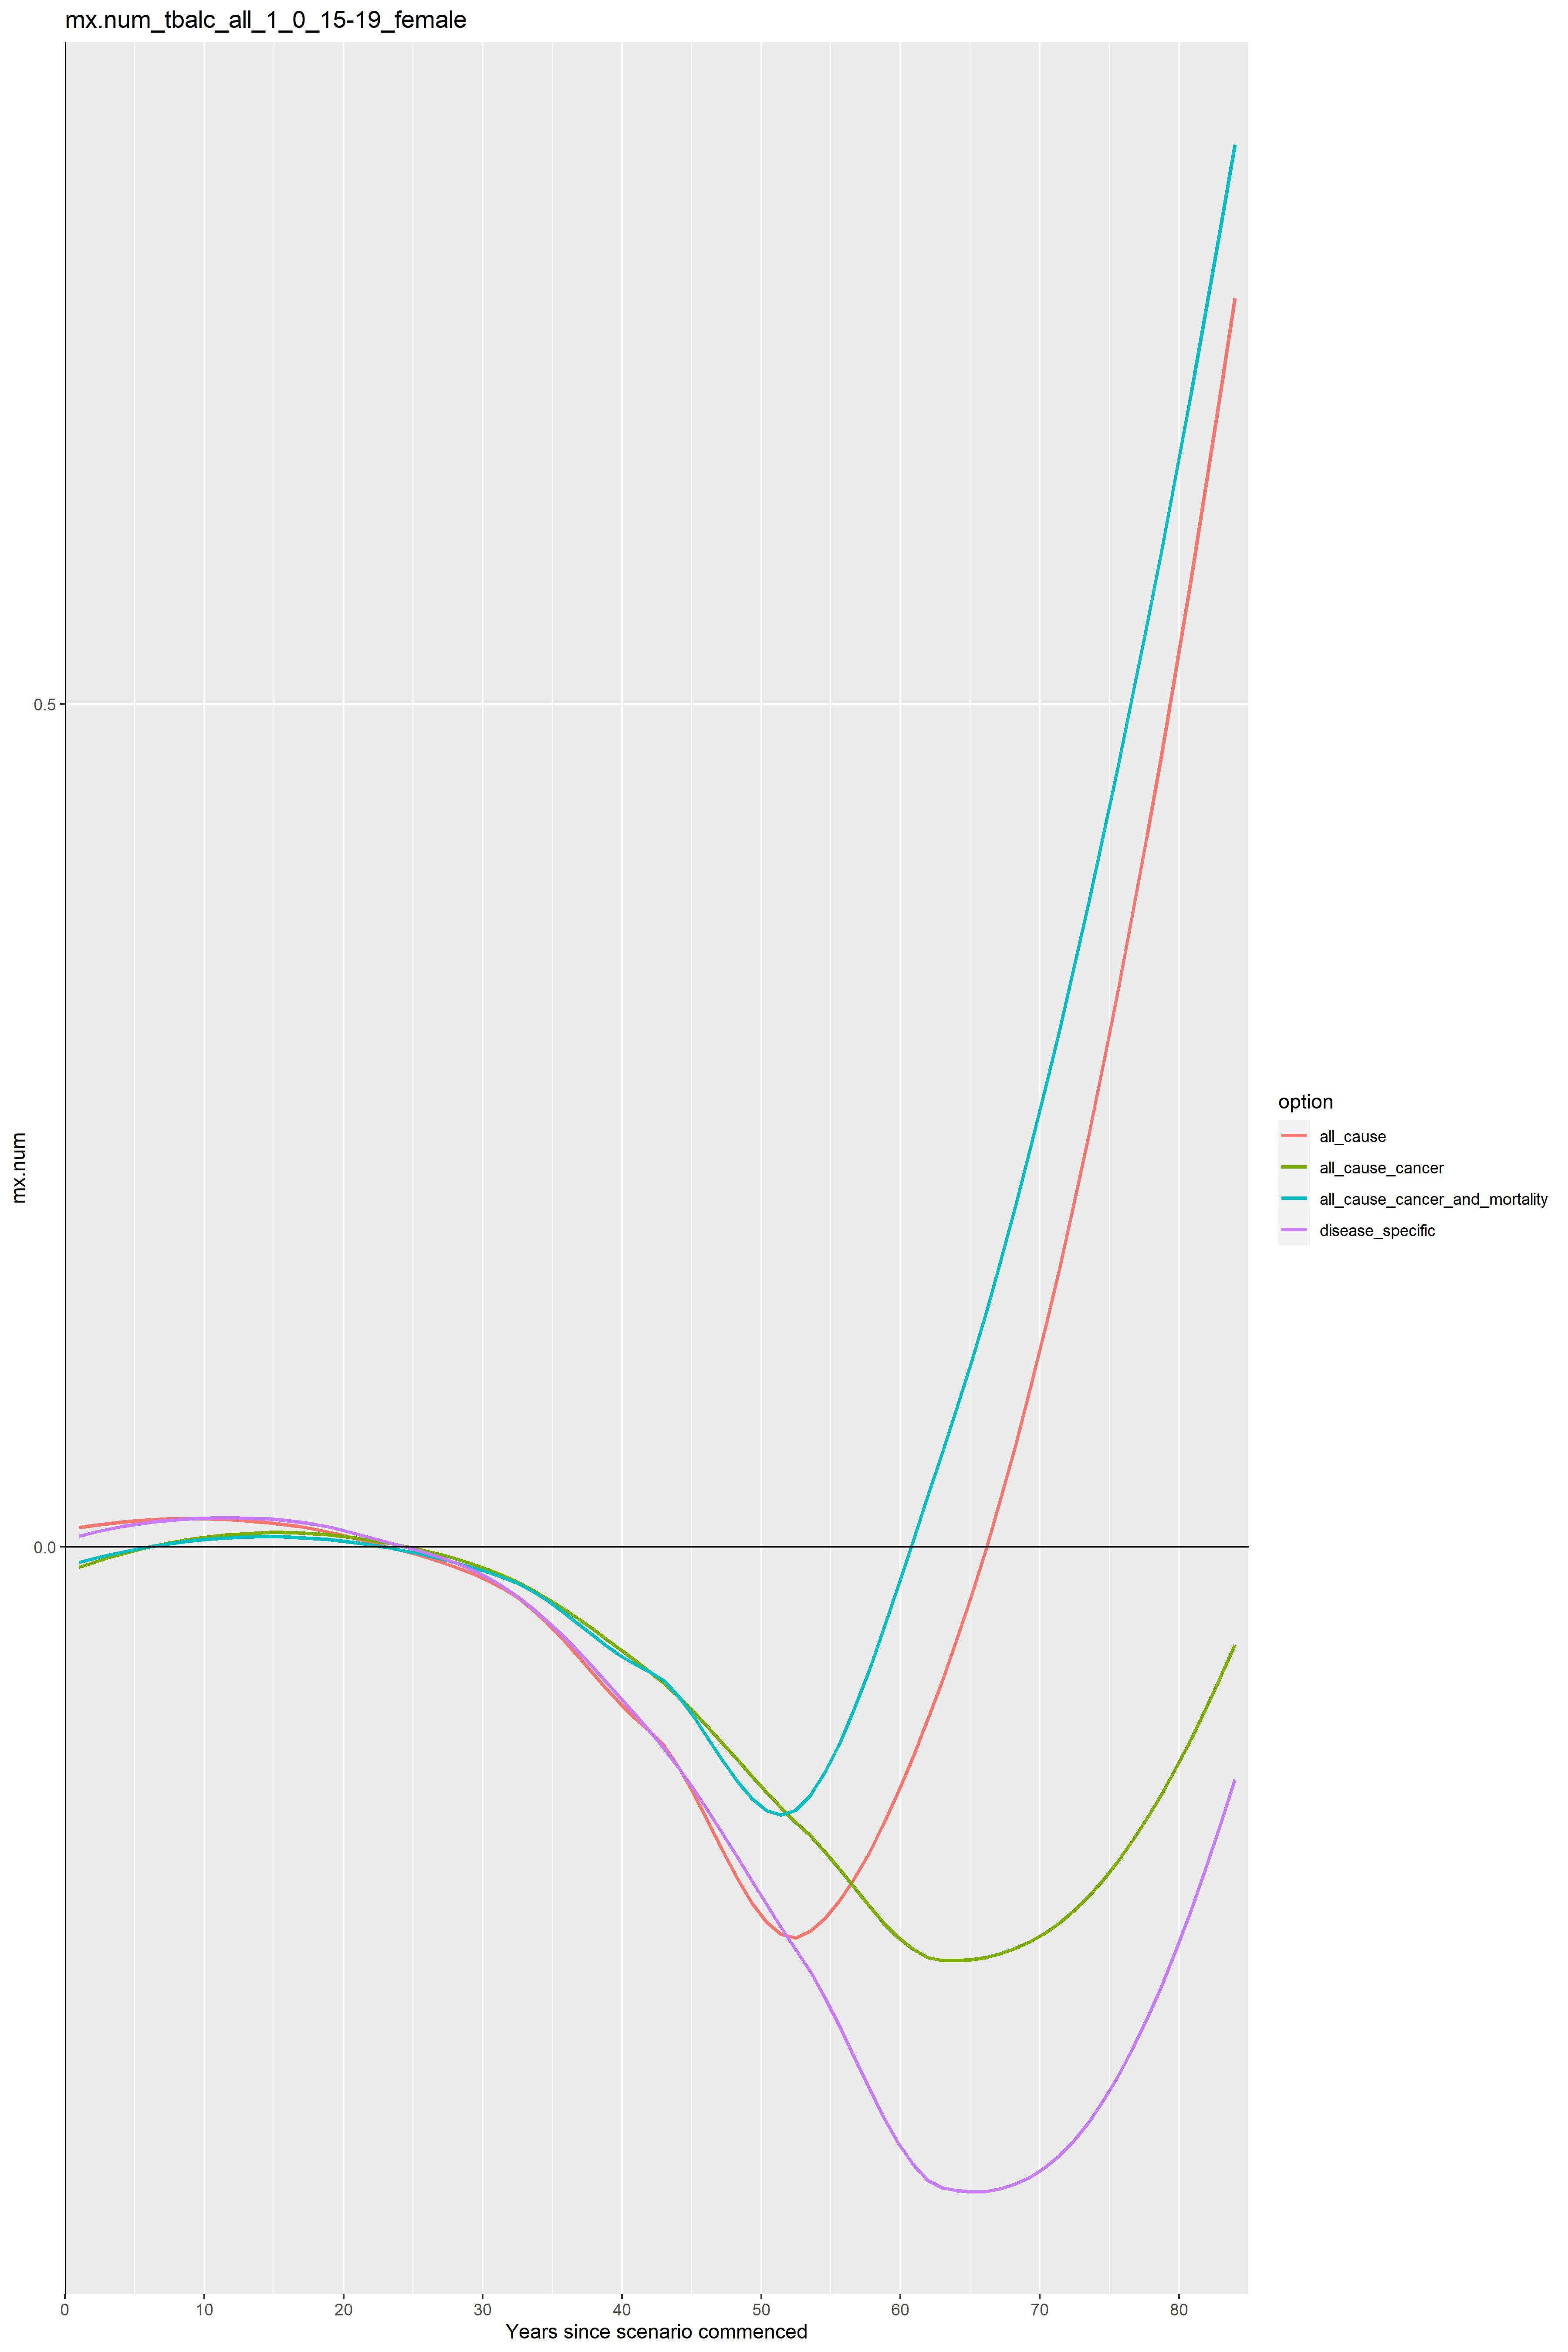 mx.num_tbalc_all_1_0_15-19_female
mx.num
0.5
0.0
0 10 20 30 40 50 60 70 80
Years since scenario commenced
option
all_cause
all_cause_cancer
all_cause_cancer_and_mortality
disease_specific